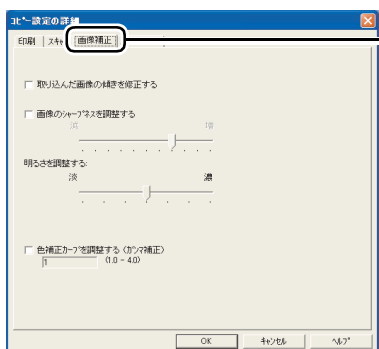 ｺﾋﾟｰ設定の詳細
印刷 ｽｷｬ 画像補正
取り込んだ画像の傾きを修正する
画像のｼｬｰﾌﾟﾈｽを調整する
減 増
明るさを調整する:
淡 濃
色補正ｶｰﾌﾞを調整する (ｶﾞﾝﾏ補正)
1 (1.0 - 4.0)
OK ｷｬﾝｾﾙ ﾍﾙﾌﾟ